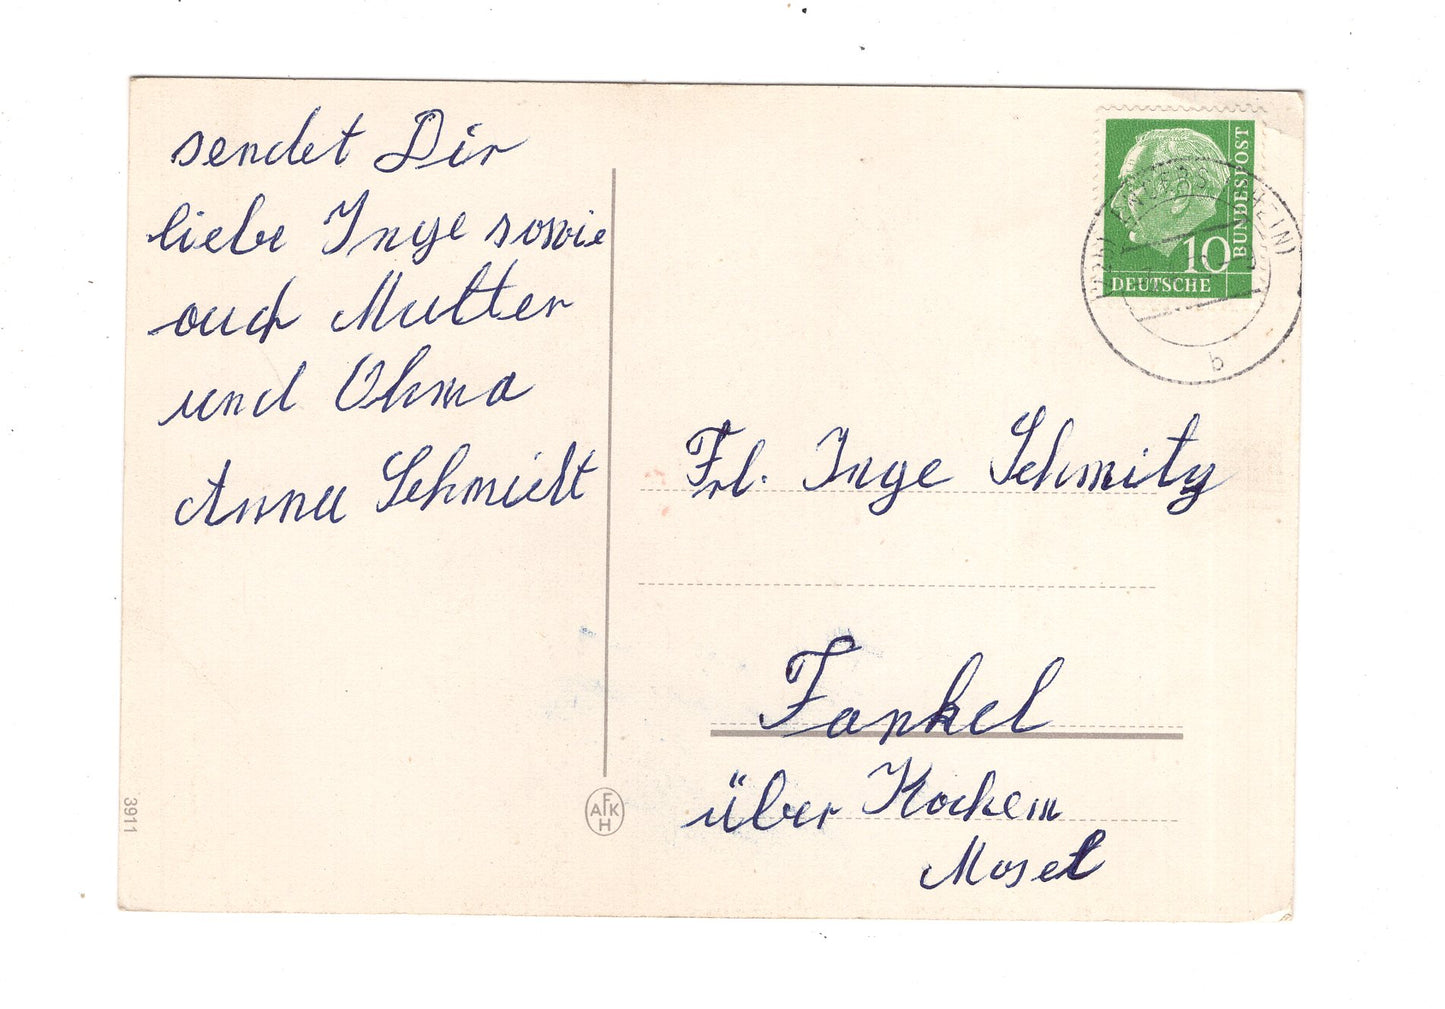 sendet Dir
liebe Inge sowie
auch Mutter
und Ohma
Anna Schmidt
10
DEUTSCHE
BUNDESPOST
b
Frl. Inge Schmitz
Fankel
über Kochem
Mosel
3911
AFKH